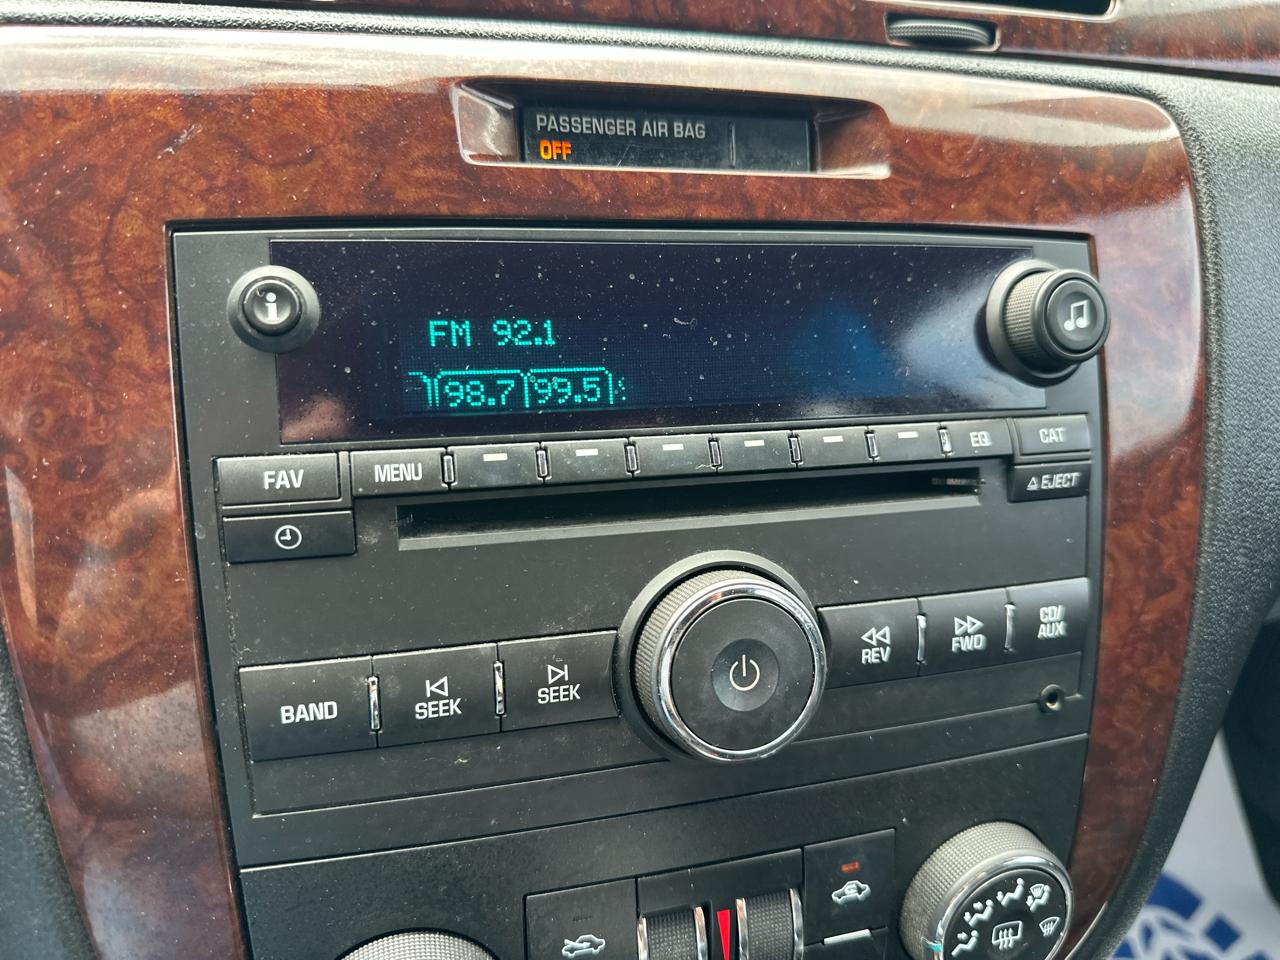 PASSENGER AIR BAG
OFF
i
FM 92.1
98.7 99.5
FAV
MENU
EQ
CAT
EJECT
BAND
SEEK
SEEK
REV
FWD
CD/
AUX